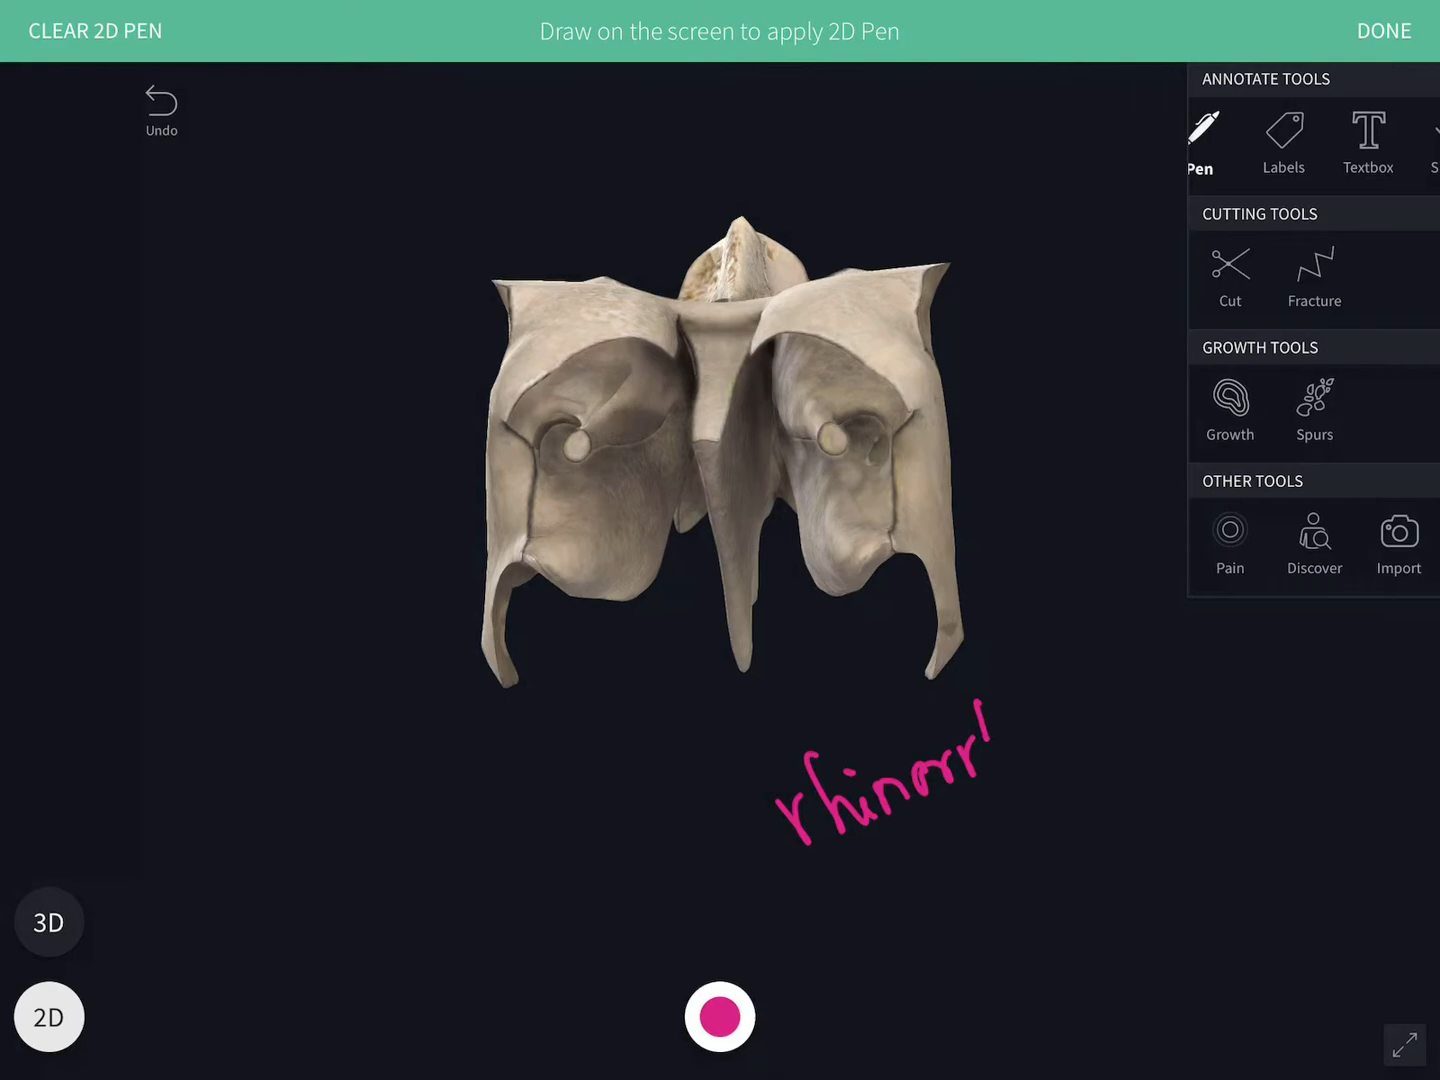 CLEAR 2D PEN
Draw on the screen to apply 2D Pen
DONE
Undo
ANNOTATE TOOLS
Pen Labels Textbox S
CUTTING TOOLS
Cut Fracture
GROWTH TOOLS
Growth Spurs
OTHER TOOLS
Pain Discover Import
rhinorr
3D
2D